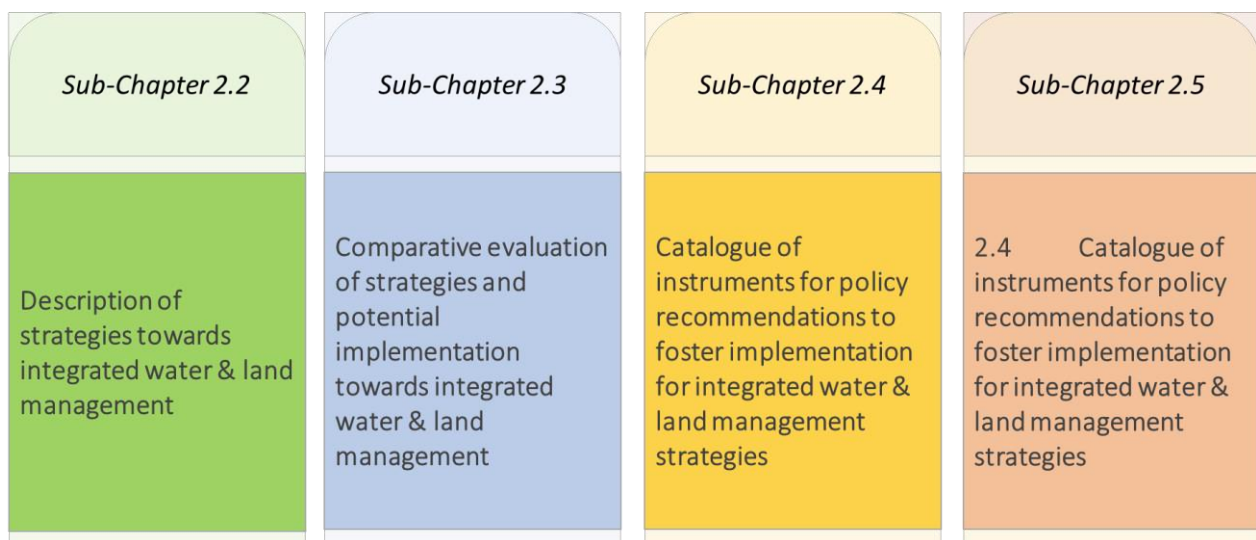 Sub-Chapter 2.2
Sub-Chapter 2.3
Sub-Chapter 2.4
Sub-Chapter 2.5
Description of
strategies towards
integrated water & land
management
Comparative evaluation
of strategies and
potential
implementation
towards integrated
water & land
management
Catalogue of
instruments for policy
recommendations to
foster implementation
for integrated water &
land management
strategies
2.4 Catalogue of
instruments for policy
recommendations to
foster implementation
for integrated water &
land management
strategies